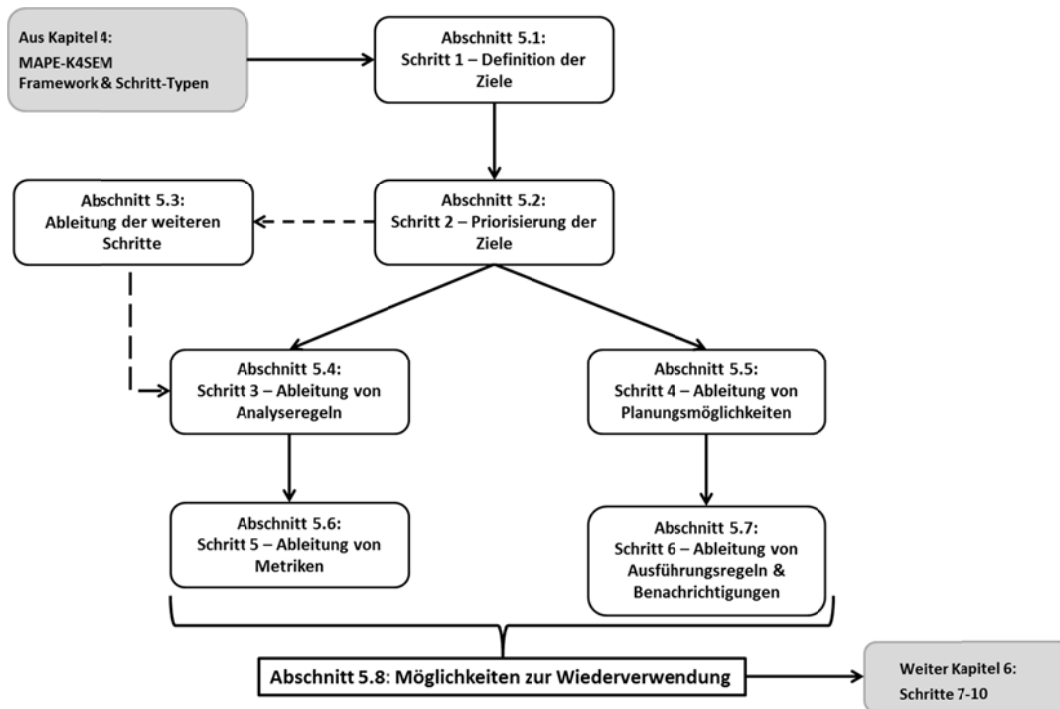 Aus Kapitel 4:
MAPE-K4SEM
Framework & Schritt-Typen
Abschnitt 5.1:
Schritt 1 – Definition der
Ziele
Abschnitt 5.2:
Schritt 2 – Priorisierung der
Ziele
Abschnitt 5.3:
Ableitung der weiteren
Schritte
Abschnitt 5.4:
Schritt 3 – Ableitung von
Analyseregeln
Abschnitt 5.5:
Schritt 4 – Ableitung von
Planungsmöglichkeiten
Abschnitt 5.6:
Schritt 5 – Ableitung von
Metriken
Abschnitt 5.7:
Schritt 6 – Ableitung von
Ausführungsregeln &
Benachrichtigungen
Abschnitt 5.8: Möglichkeiten zur Wiederverwendung
Weiter Kapitel 6:
Schritte 7-10